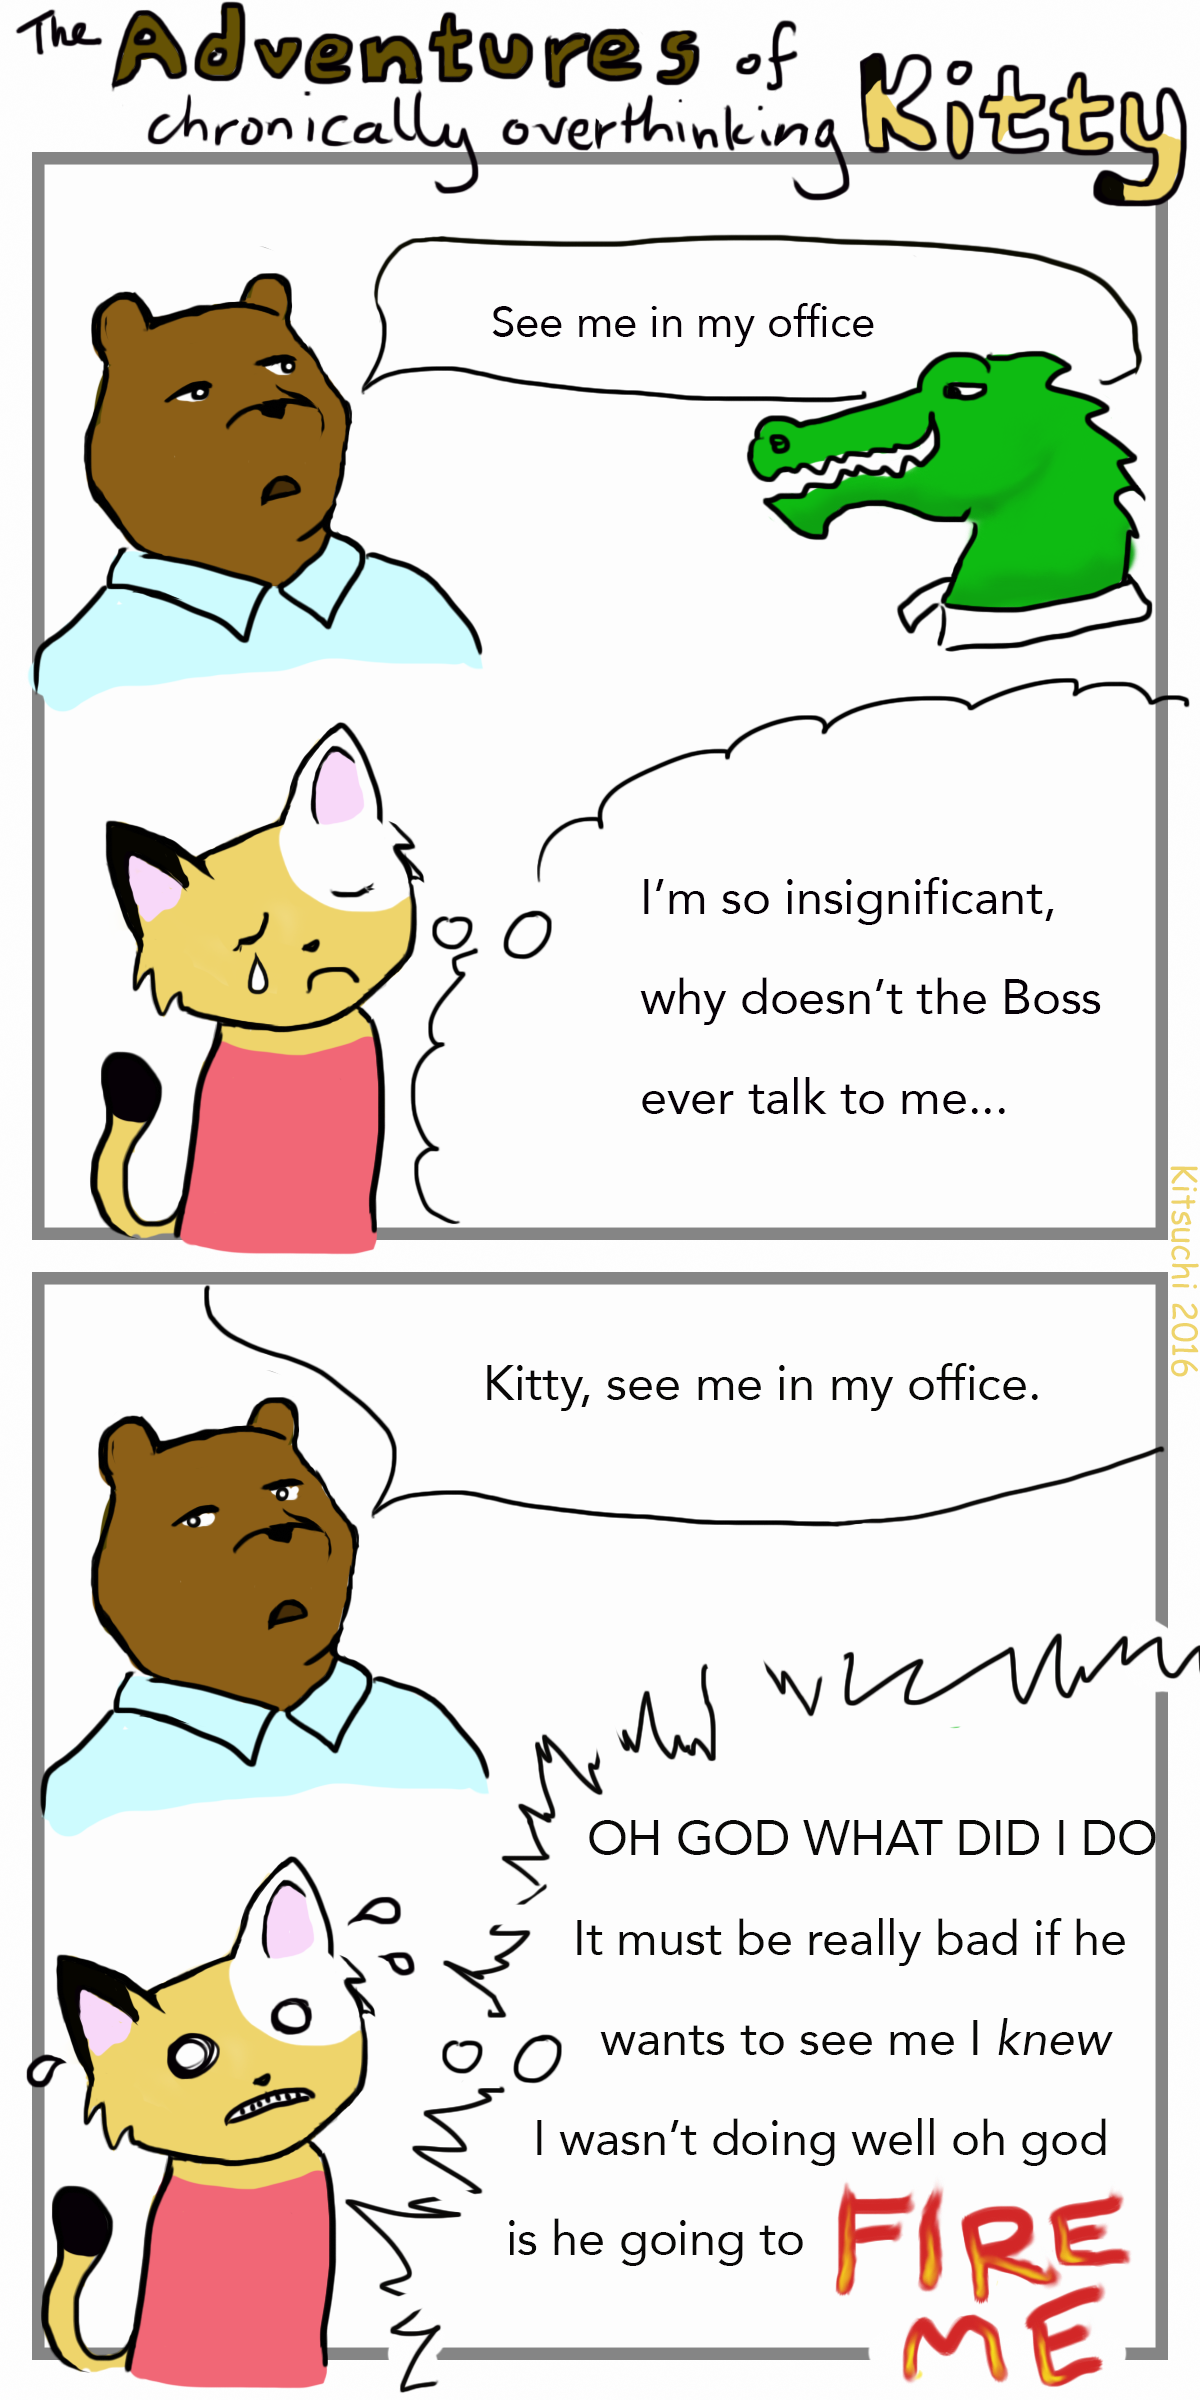 The Adventures of
chronically overthinking Kitty
See me in my office
I'm so insignificant,
why doesn't the Boss
ever talk to me...
Kitsuchi 2016
Kitty, see me in my office.
OH GOD WHAT DID I DO
It must be really bad if he
wants to see me I knew
I wasn't doing well oh god
is he going to FIRE
ME